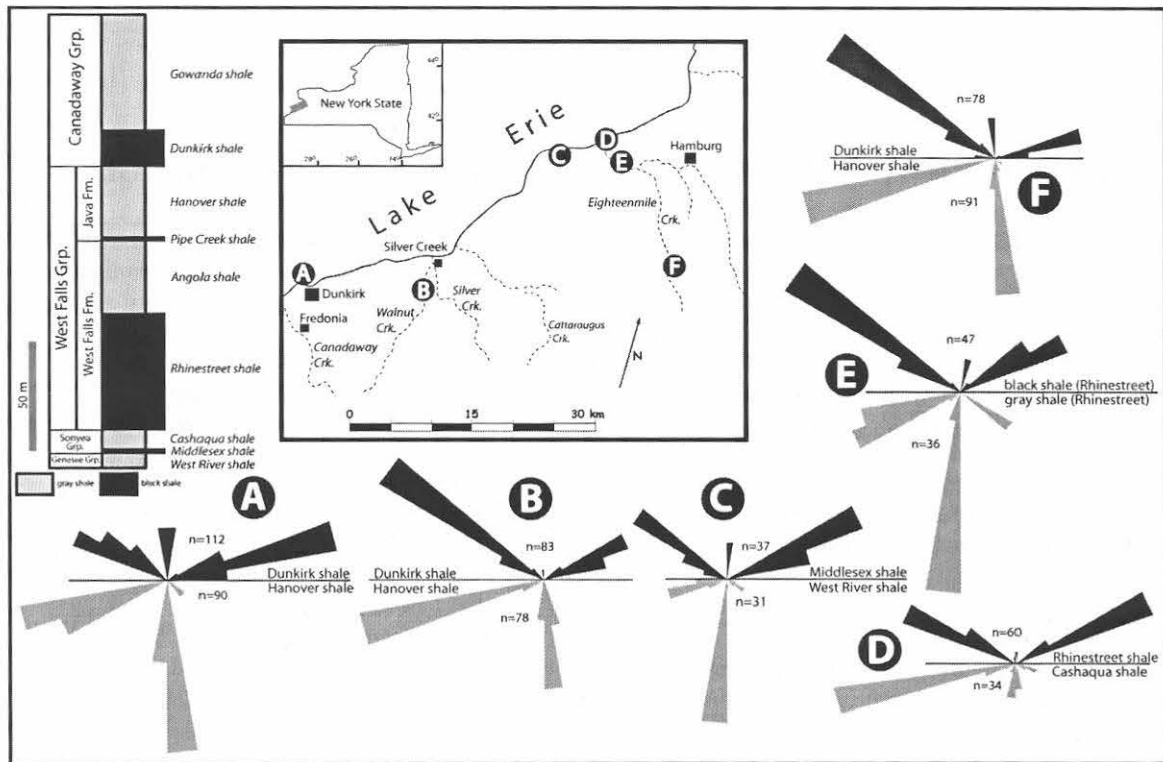 Canadaway Grp.
West Falls Grp.
Java Fm.
West Falls Fm.
Sonyea
Grp.
Genesee Grp.
Gowanda shale
Dunkirk shale
Hanover shale
Pipe Creek shale
Angola shale
Rhinestreet shale
Cashaqua shale
Middlesex shale
West River shale
50 m
gray shale
black shale
New York State
Lake Erie
Hamburg
Eighteenmile
Crk.
Silver Creek
Dunkirk
Fredonia
Canadaway
Crk.
Walnut
Crk.
Silver
Crk.
Cattaraugus
Crk.
N
0 15 30 km
A
B
C
D
E
F
A
n=112
Dunkirk shale
Hanover shale
n=90
B
n=83
Dunkirk shale
Hanover shale
n=78
C
n=37
Middlesex shale
West River shale
n=31
D
n=60
Rhinestreet shale
Cashaqua shale
n=34
E
n=47
black shale (Rhinestreet)
gray shale (Rhinestreet)
n=36
F
n=78
Dunkirk shale
Hanover shale
n=91